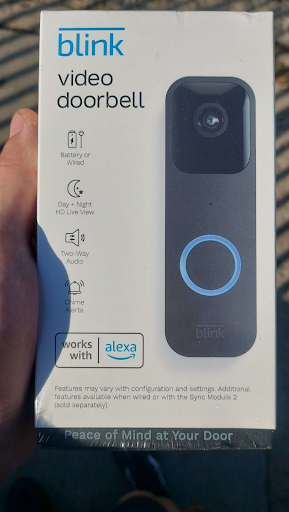 blink
video
doorbell
Battery or
Wired
Day + Night
HD Live View
Two-Way
Audio
Chime
Alerts
works
with
alexa
blink
Features may vary with configuration and settings. Additional
features available when wired or with the Sync Module 2
(sold separately).
Peace of Mind at Your Door